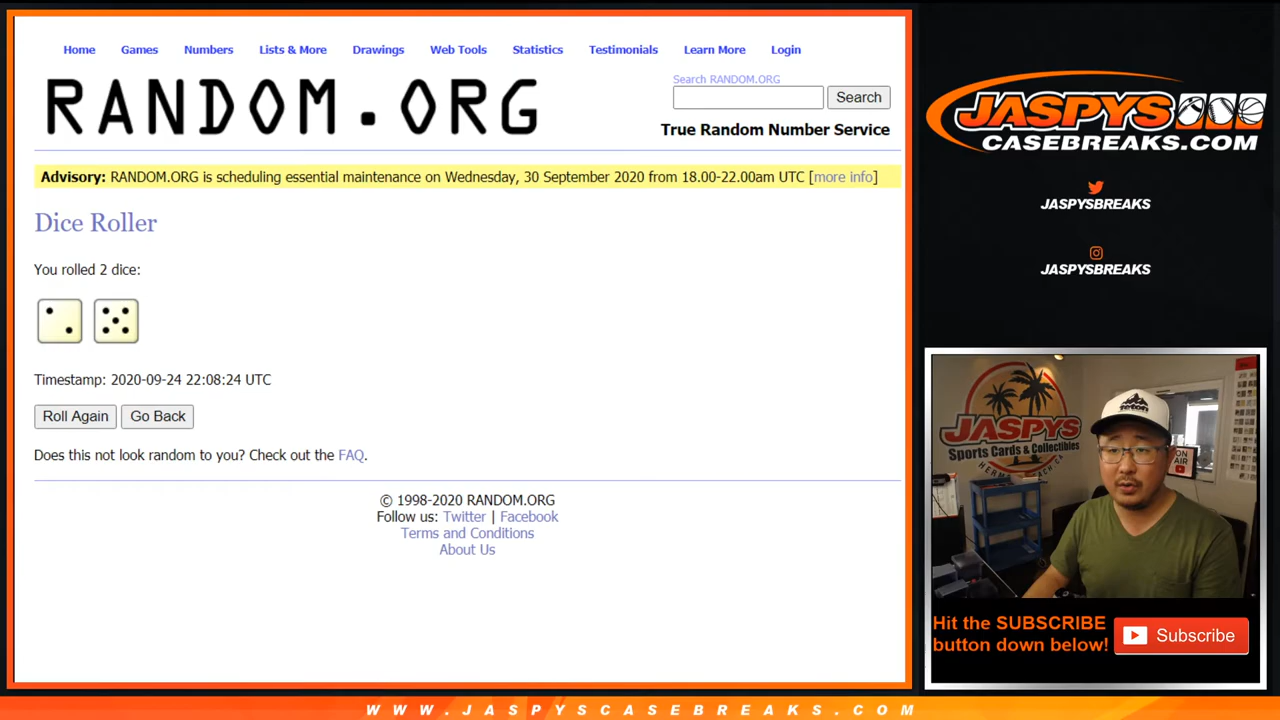 Home Games Numbers Lists & More Drawings Web Tools Statistics Testimonials Learn More Login
RANDOM.ORG
Search RANDOM.ORG
Search
True Random Number Service
Advisory: RANDOM.ORG is scheduling essential maintenance on Wednesday, 30 September 2020 from 18.00-22.00am UTC [more info]
Dice Roller
You rolled 2 dice:
Timestamp: 2020-09-24 22:08:24 UTC
Roll Again Go Back
Does this not look random to you? Check out the FAQ.
© 1998-2020 RANDOM.ORG
Follow us: Twitter | Facebook
Terms and Conditions
About Us
JASPYS
CASEBREAKS.COM
JASPYSBREAKS
JASPYSBREAKS
JASPYS
Sports Cards & Collectibles
ON
AIR
Hit the SUBSCRIBE
button down below!
Subscribe
WWW.JASPYSCASEBREAKS.COM